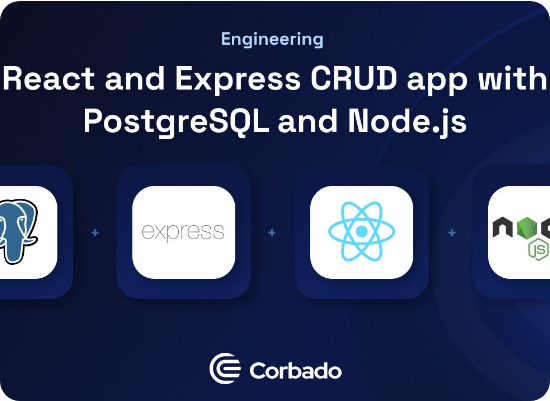 Engineering
React and Express CRUD app with
PostgreSQL and Node.js
+ express + +
JS
Corbado